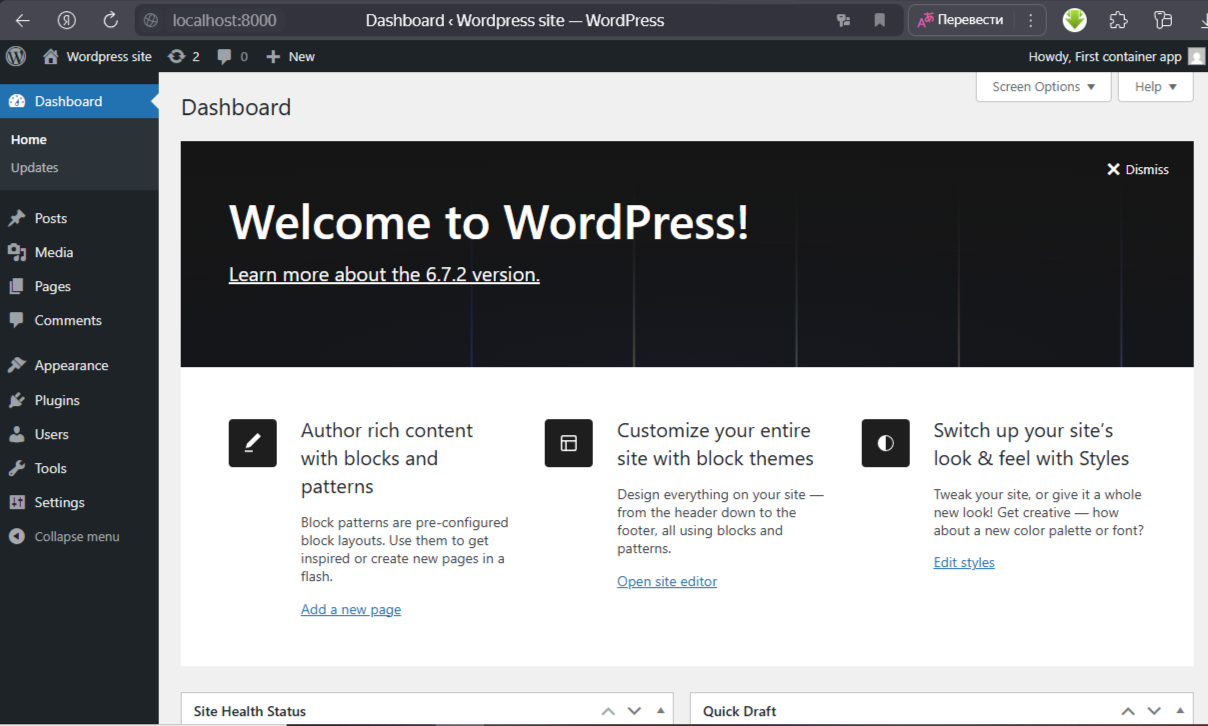 localhost:8000
Dashboard ‹ Wordpress site — WordPress
Перевести
Wordpress site
2
0
New
Howdy, First container app
Dashboard
Home
Updates
Posts
Media
Pages
Comments
Appearance
Plugins
Users
Tools
Settings
Collapse menu
Screen Options
Help
Dashboard
Dismiss
Welcome to WordPress!
Learn more about the 6.7.2 version.
Author rich content
with blocks and
patterns
Block patterns are pre-configured
block layouts. Use them to get
inspired or create new pages in a
flash.
Add a new page
Customize your entire
site with block themes
Design everything on your site —
from the header down to the
footer, all using blocks and
patterns.
Open site editor
Switch up your site’s
look & feel with Styles
Tweak your site, or give it a whole
new look! Get creative — how
about a new color palette or font?
Edit styles
Site Health Status
Quick Draft